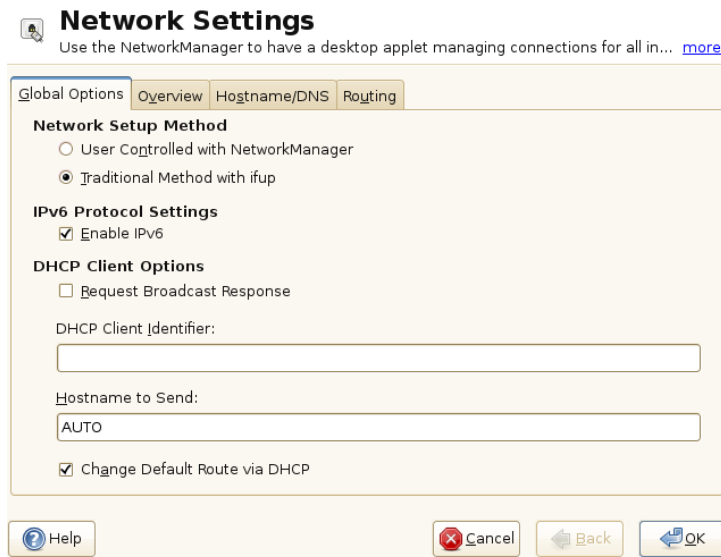 Network Settings
Use the NetworkManager to have a desktop applet managing connections for all in... more
Global Options Overview Hostname/DNS Routing
Network Setup Method
User Controlled with NetworkManager
Traditional Method with ifup
IPv6 Protocol Settings
Enable IPv6
DHCP Client Options
Request Broadcast Response
DHCP Client Identifier:
Hostname to Send:
AUTO
Change Default Route via DHCP
Help Cancel Back OK